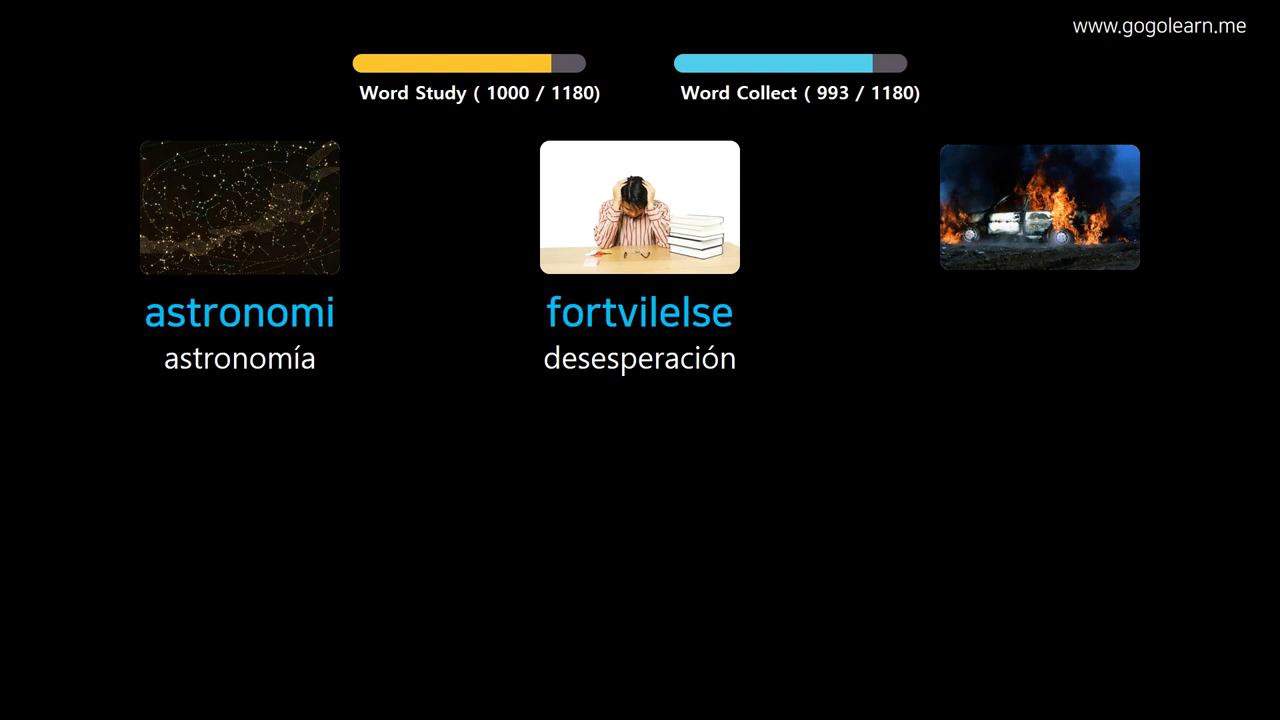 www.gogolearn.me
Word Study ( 1000 / 1180)
Word Collect ( 993 / 1180)
astronomi
astronomía
fortvilelse
desesperación